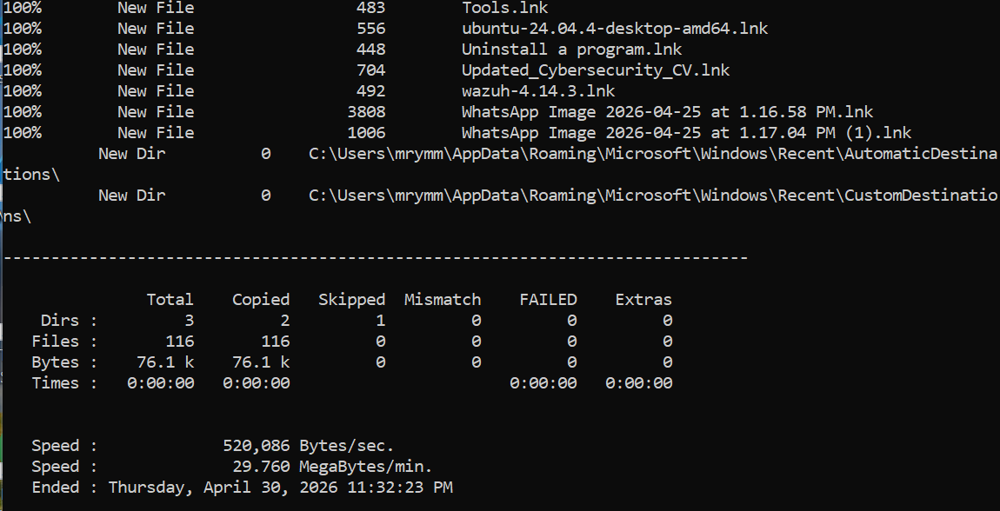 100%        New File                 483        Tools.lnk
100%        New File                 556        ubuntu-24.04.4-desktop-amd64.lnk
100%        New File                 448        Uninstall a program.lnk
100%        New File                 704        Updated_Cybersecurity_CV.lnk
100%        New File                 492        wazuh-4.14.3.lnk
100%        New File                3808        WhatsApp Image 2026-04-25 at 1.16.58 PM.lnk
100%        New File                1006        WhatsApp Image 2026-04-25 at 1.17.04 PM (1).lnk
          New Dir          0    C:\Users\mrymm\AppData\Roaming\Microsoft\Windows\Recent\AutomaticDestina
tions\
          New Dir          0    C:\Users\mrymm\AppData\Roaming\Microsoft\Windows\Recent\CustomDestinatio
ns\
------------------------------------------------------------------------------
               Total    Copied   Skipped  Mismatch    FAILED    Extras
    Dirs :         3         2         1         0         0         0
   Files :       116       116         0         0         0         0
   Bytes :    76.1 k    76.1 k         0         0         0         0
   Times :   0:00:00   0:00:00                       0:00:00   0:00:00
   Speed :             520,086 Bytes/sec.
   Speed :              29.760 MegaBytes/min.
   Ended : Thursday, April 30, 2026 11:32:23 PM